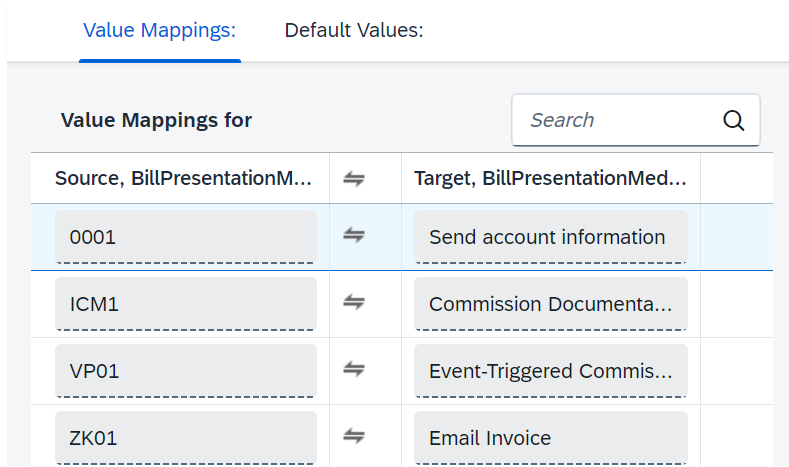 Value Mappings: Default Values:
Value Mappings for Search
Source, BillPresentationM... Target, BillPresentationMed...
0001 Send account information
ICM1 Commission Documenta...
VP01 Event-Triggered Commis...
ZK01 Email Invoice